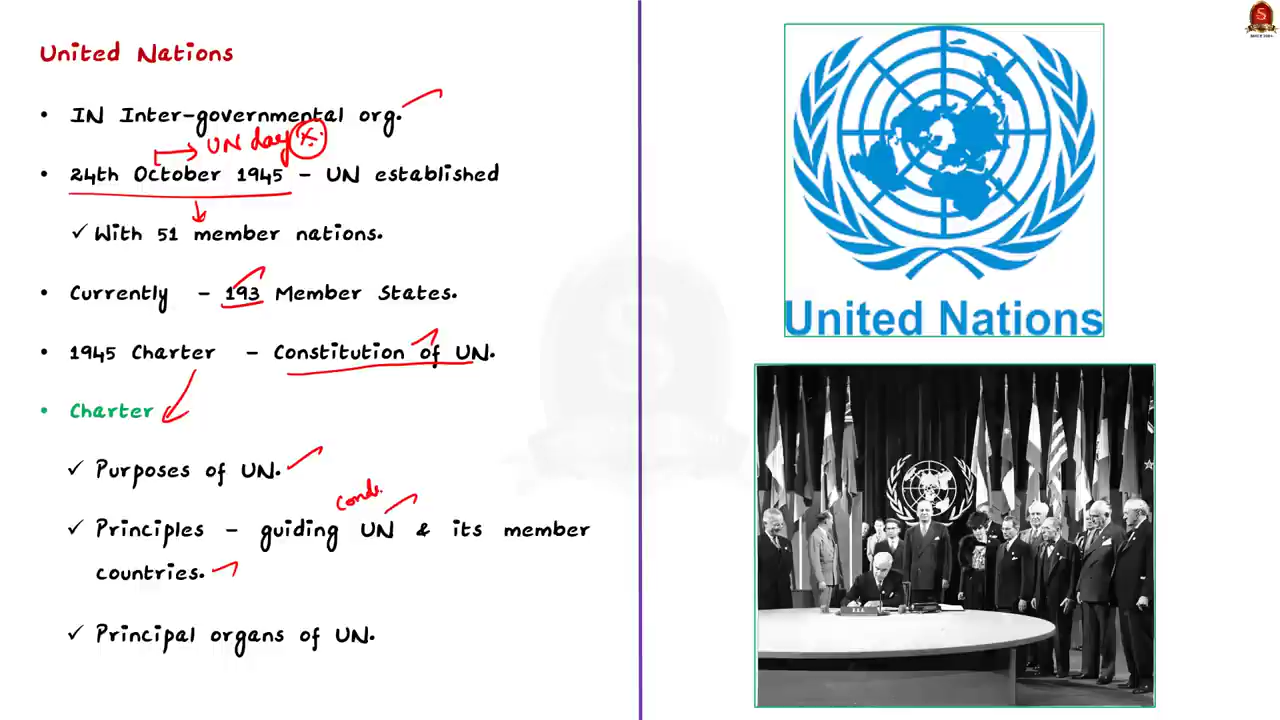 United Nations
• IN Inter-governmental org.
UN day
• 24th October 1945 - UN established
✓ With 51 member nations.
• Currently - 193 Member States.
• 1945 Charter - Constitution of UN.
• Charter
✓ Purposes of UN.
✓ Principles - guiding UN & its member
countries.
✓ Principal organs of UN.
United Nations